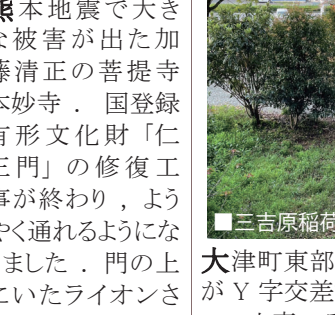 熊本地震で大き
な被害が出た加
藤清正の菩提寺
本妙寺．国登録
有形文化財「仁
王門」の修復工
事が終わり，よう
やく通れるようにな
りました．門の上
にいたライオンさ
■三吉原稲荷
大津町東部
が Y 字交差